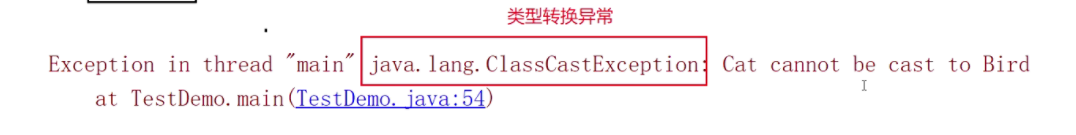 类型转换异常
Exception in thread "main" java.lang.ClassCastException: Cat cannot be cast to Bird
at TestDemo.main(TestDemo.java:54)